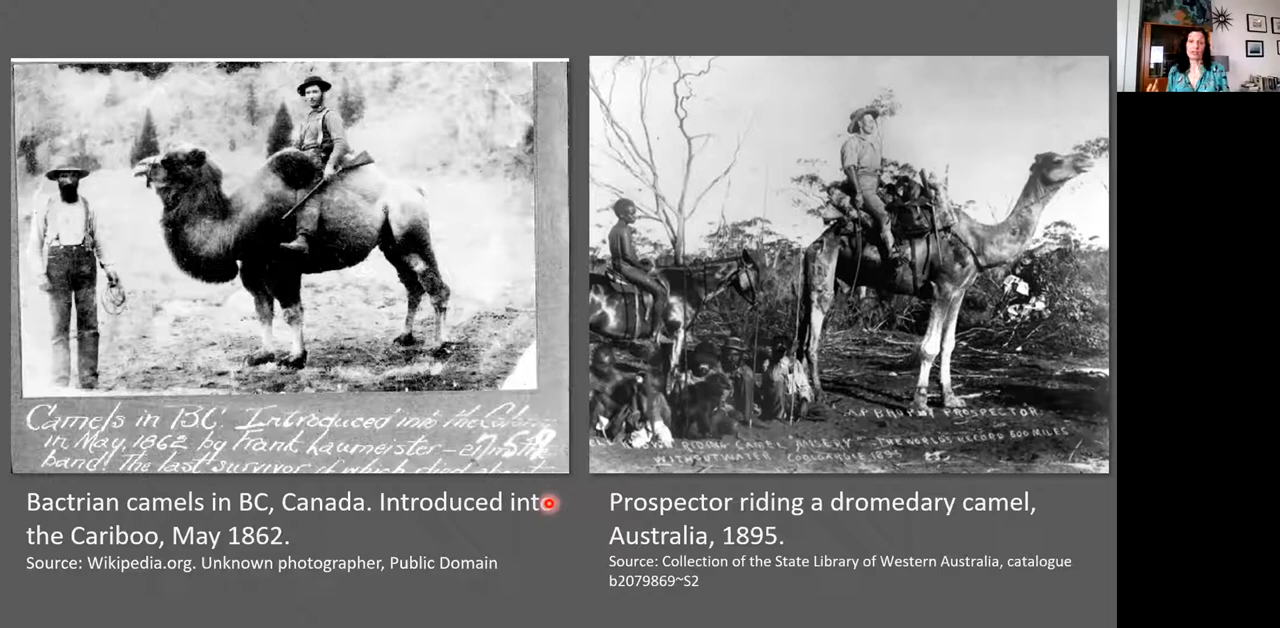 Camels in BC. Introduced into the
in May, 1862 by Frank Laumeister –
band! The last survivor of which died
PROSPECTOR
RIDING CAMEL "MISERY" – THE WORLDS RECORD 600 MILES
WITHOUT WATER COOLGARDIE 1895
Bactrian camels in BC, Canada. Introduced into
the Cariboo, May 1862.
Source: Wikipedia.org. Unknown photographer, Public Domain
Prospector riding a dromedary camel,
Australia, 1895.
Source: Collection of the State Library of Western Australia, catalogue
b2079869~S2